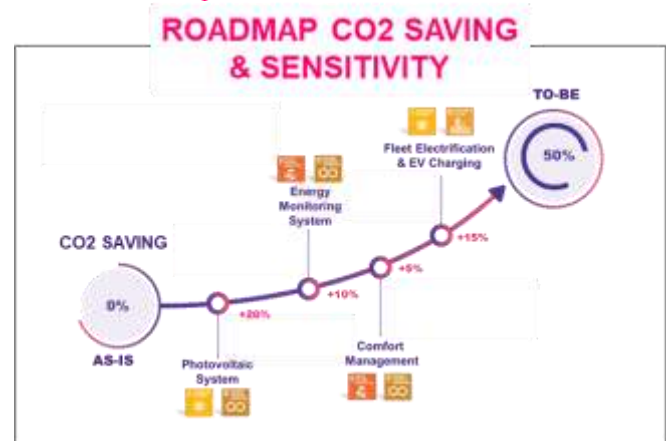 ROADMAP CO2 SAVING
& SENSITIVITY
TO-BE
50%
Fleet Electrification
& EV Charging
Energy
Monitoring
System
CO2 SAVING
0%
AS-IS
+20%
+10%
+5%
+15%
Photovoltaic
System
Comfort
Management